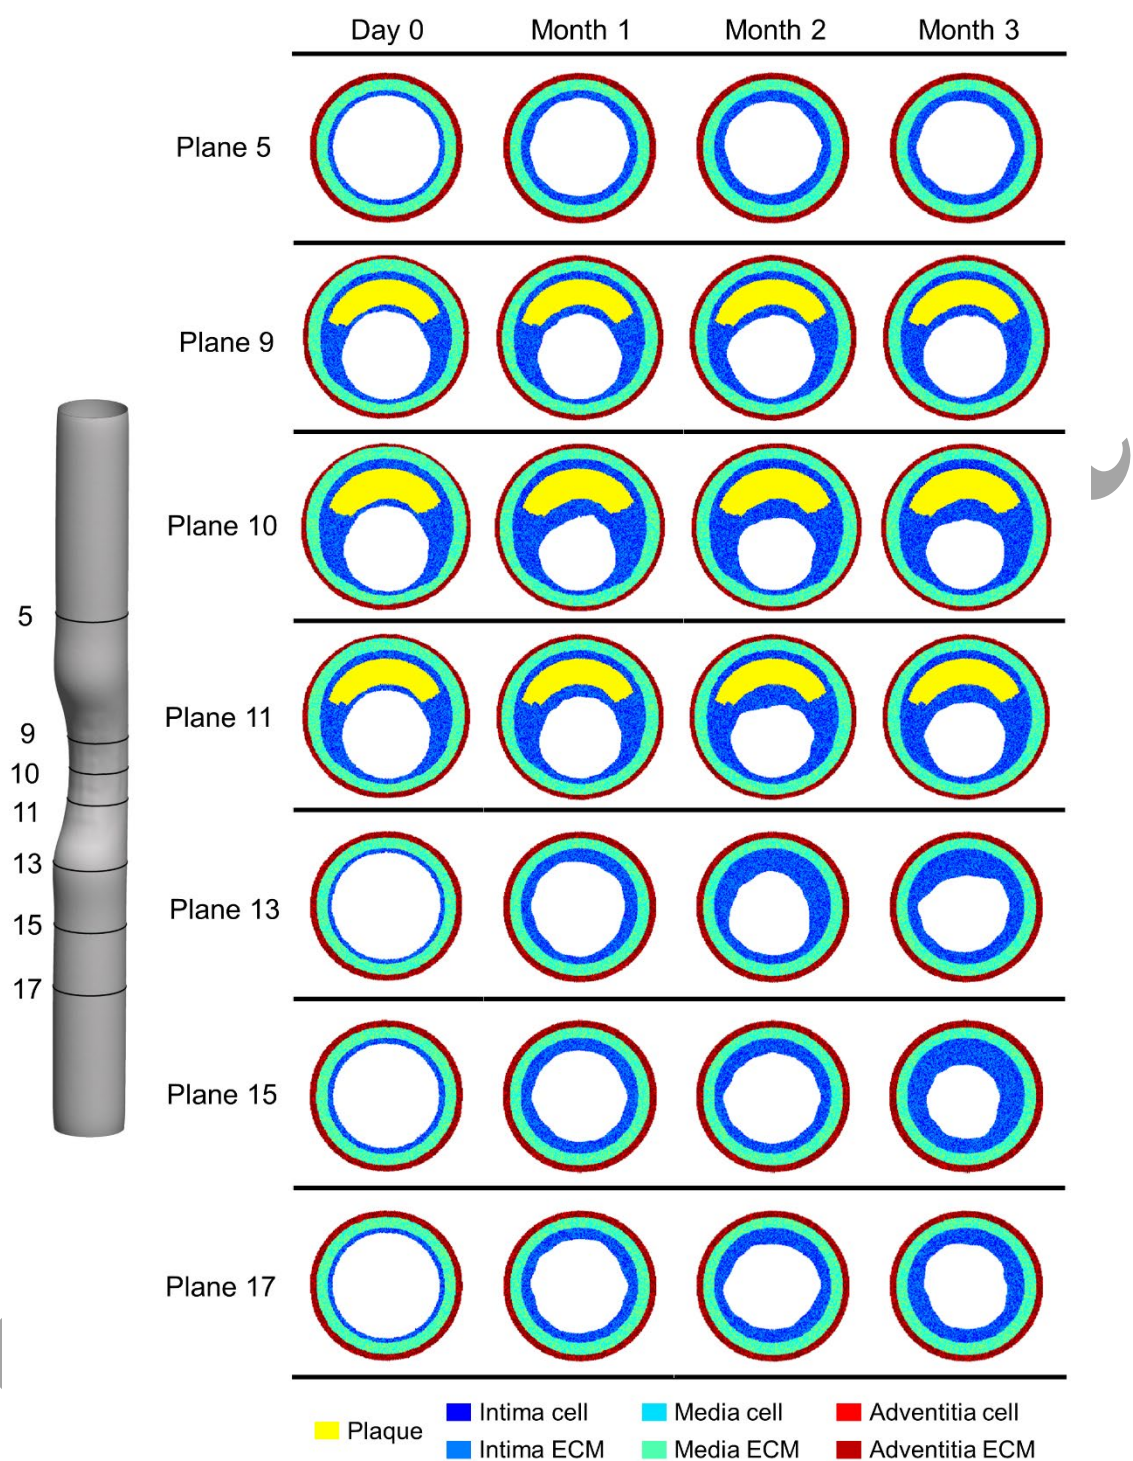 Day 0 Month 1 Month 2 Month 3
Plane 5
Plane 9
Plane 10
Plane 11
Plane 13
Plane 15
Plane 17
5
9
10
11
13
15
17
Plaque
Intima cell Media cell Adventitia cell
Intima ECM Media ECM Adventitia ECM